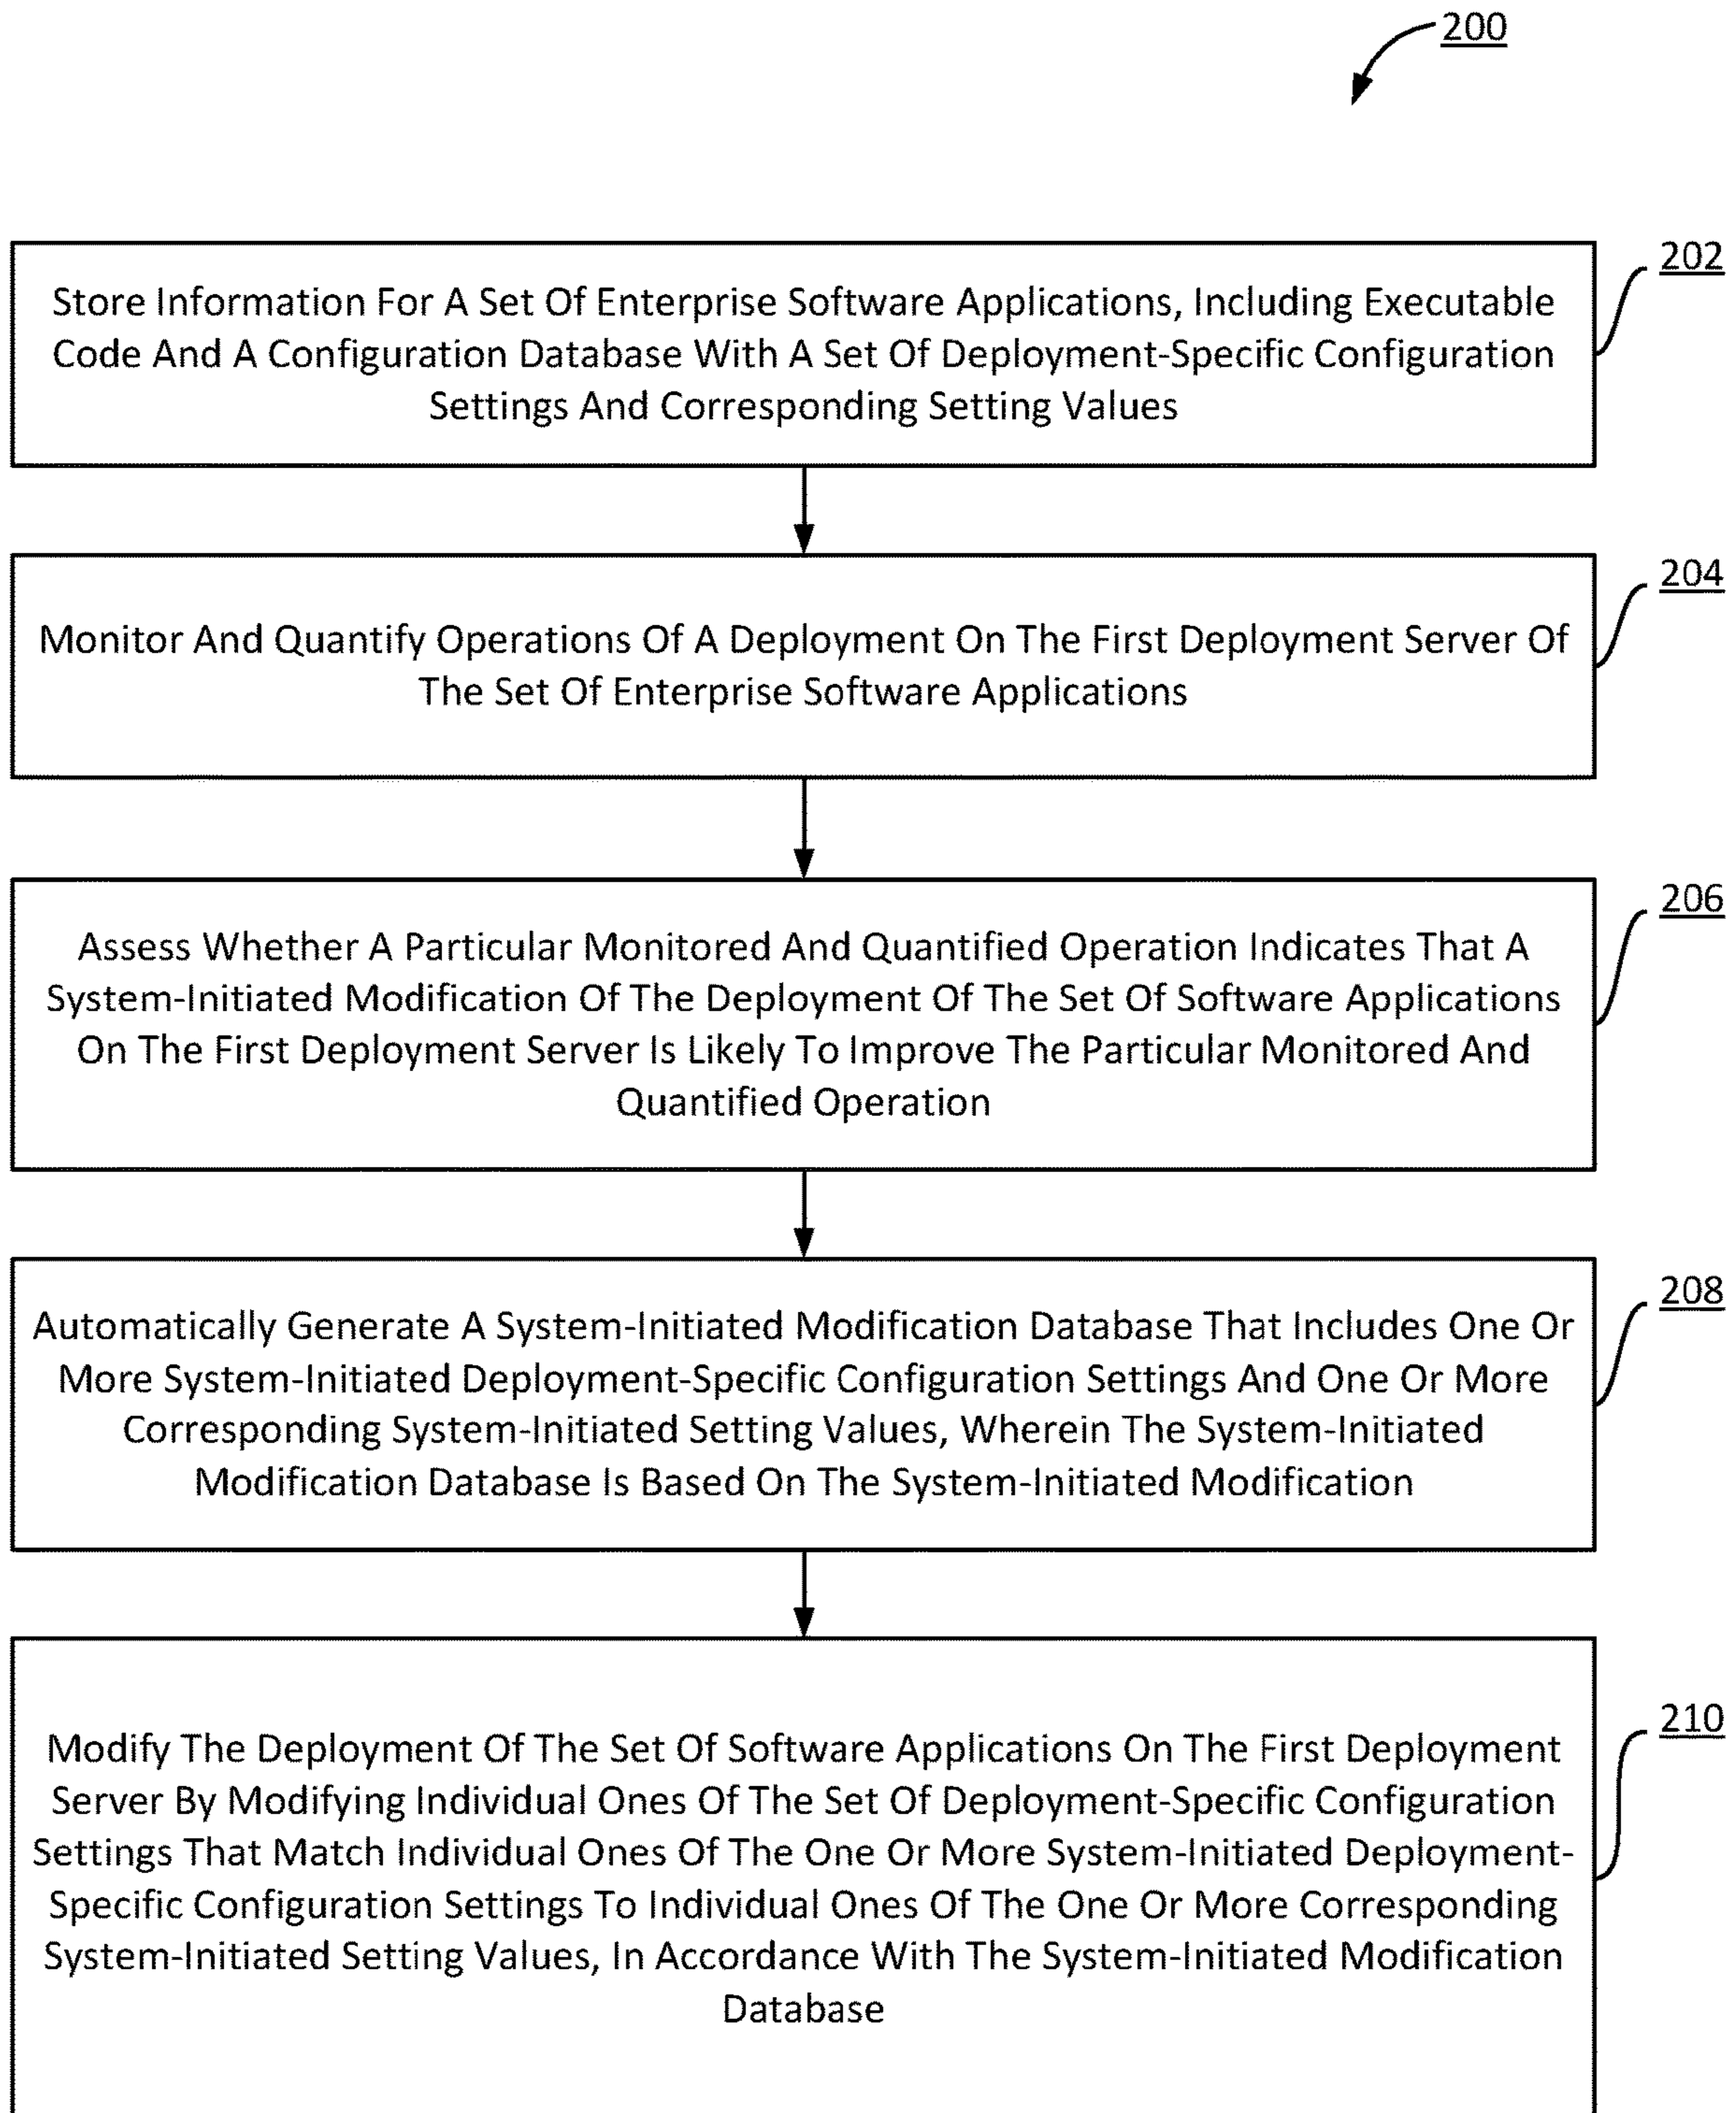 200
202
Store Information For A Set Of Enterprise Software Applications, Including Executable
Code And A Configuration Database With A Set Of Deployment-Specific Configuration
Settings And Corresponding Setting Values
204
Monitor And Quantify Operations Of A Deployment On The First Deployment Server Of
The Set Of Enterprise Software Applications
206
Assess Whether A Particular Monitored And Quantified Operation Indicates That A
System-Initiated Modification Of The Deployment Of The Set Of Software Applications
On The First Deployment Server Is Likely To Improve The Particular Monitored And
Quantified Operation
208
Automatically Generate A System-Initiated Modification Database That Includes One Or
More System-Initiated Deployment-Specific Configuration Settings And One Or More
Corresponding System-Initiated Setting Values, Wherein The System-Initiated
Modification Database Is Based On The System-Initiated Modification
210
Modify The Deployment Of The Set Of Software Applications On The First Deployment
Server By Modifying Individual Ones Of The Set Of Deployment-Specific Configuration
Settings That Match Individual Ones Of The One Or More System-Initiated Deployment-
Specific Configuration Settings To Individual Ones Of The One Or More Corresponding
System-Initiated Setting Values, In Accordance With The System-Initiated Modification
Database